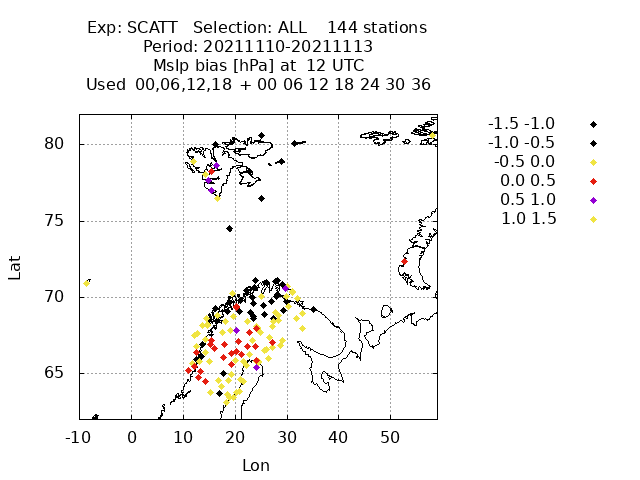 Exp: SCATT   Selection: ALL    144 stations
Period: 20211110-20211113
Mslp bias [hPa] at  12 UTC
Used  00,06,12,18 + 00 06 12 18 24 30 36
-1.5 -1.0
-1.0 -0.5
-0.5 0.0
0.0 0.5
0.5 1.0
1.0 1.5
80
75
70
65
Lat
-10 0 10 20 30 40 50
Lon